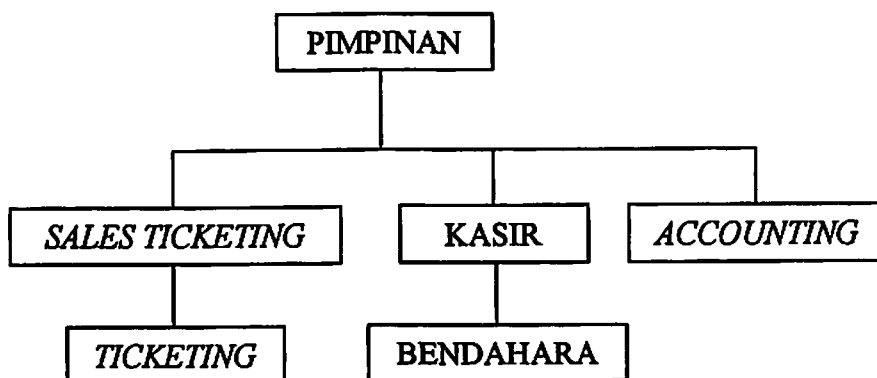 PIMPINAN
SALES TICKETING
KASIR
ACCOUNTING
TICKETING
BENDAHARA